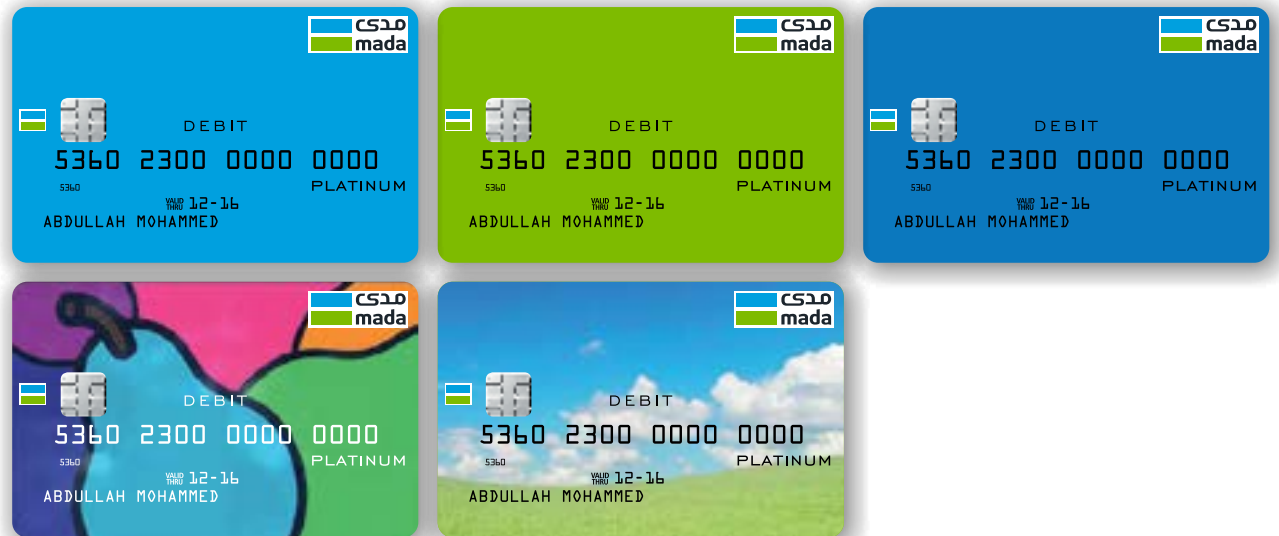 مدى
mada
DEBIT
5360 2300 0000 0000
5360
PLATINUM
VALID THRU 12-16
ABDULLAH MOHAMMED
مدى
mada
DEBIT
5360 2300 0000 0000
5360
PLATINUM
VALID THRU 12-16
ABDULLAH MOHAMMED
مدى
mada
DEBIT
5360 2300 0000 0000
5360
PLATINUM
VALID THRU 12-16
ABDULLAH MOHAMMED
مدى
mada
DEBIT
5360 2300 0000 0000
5360
PLATINUM
VALID THRU 12-16
ABDULLAH MOHAMMED
مدى
mada
DEBIT
5360 2300 0000 0000
5360
PLATINUM
VALID THRU 12-16
ABDULLAH MOHAMMED